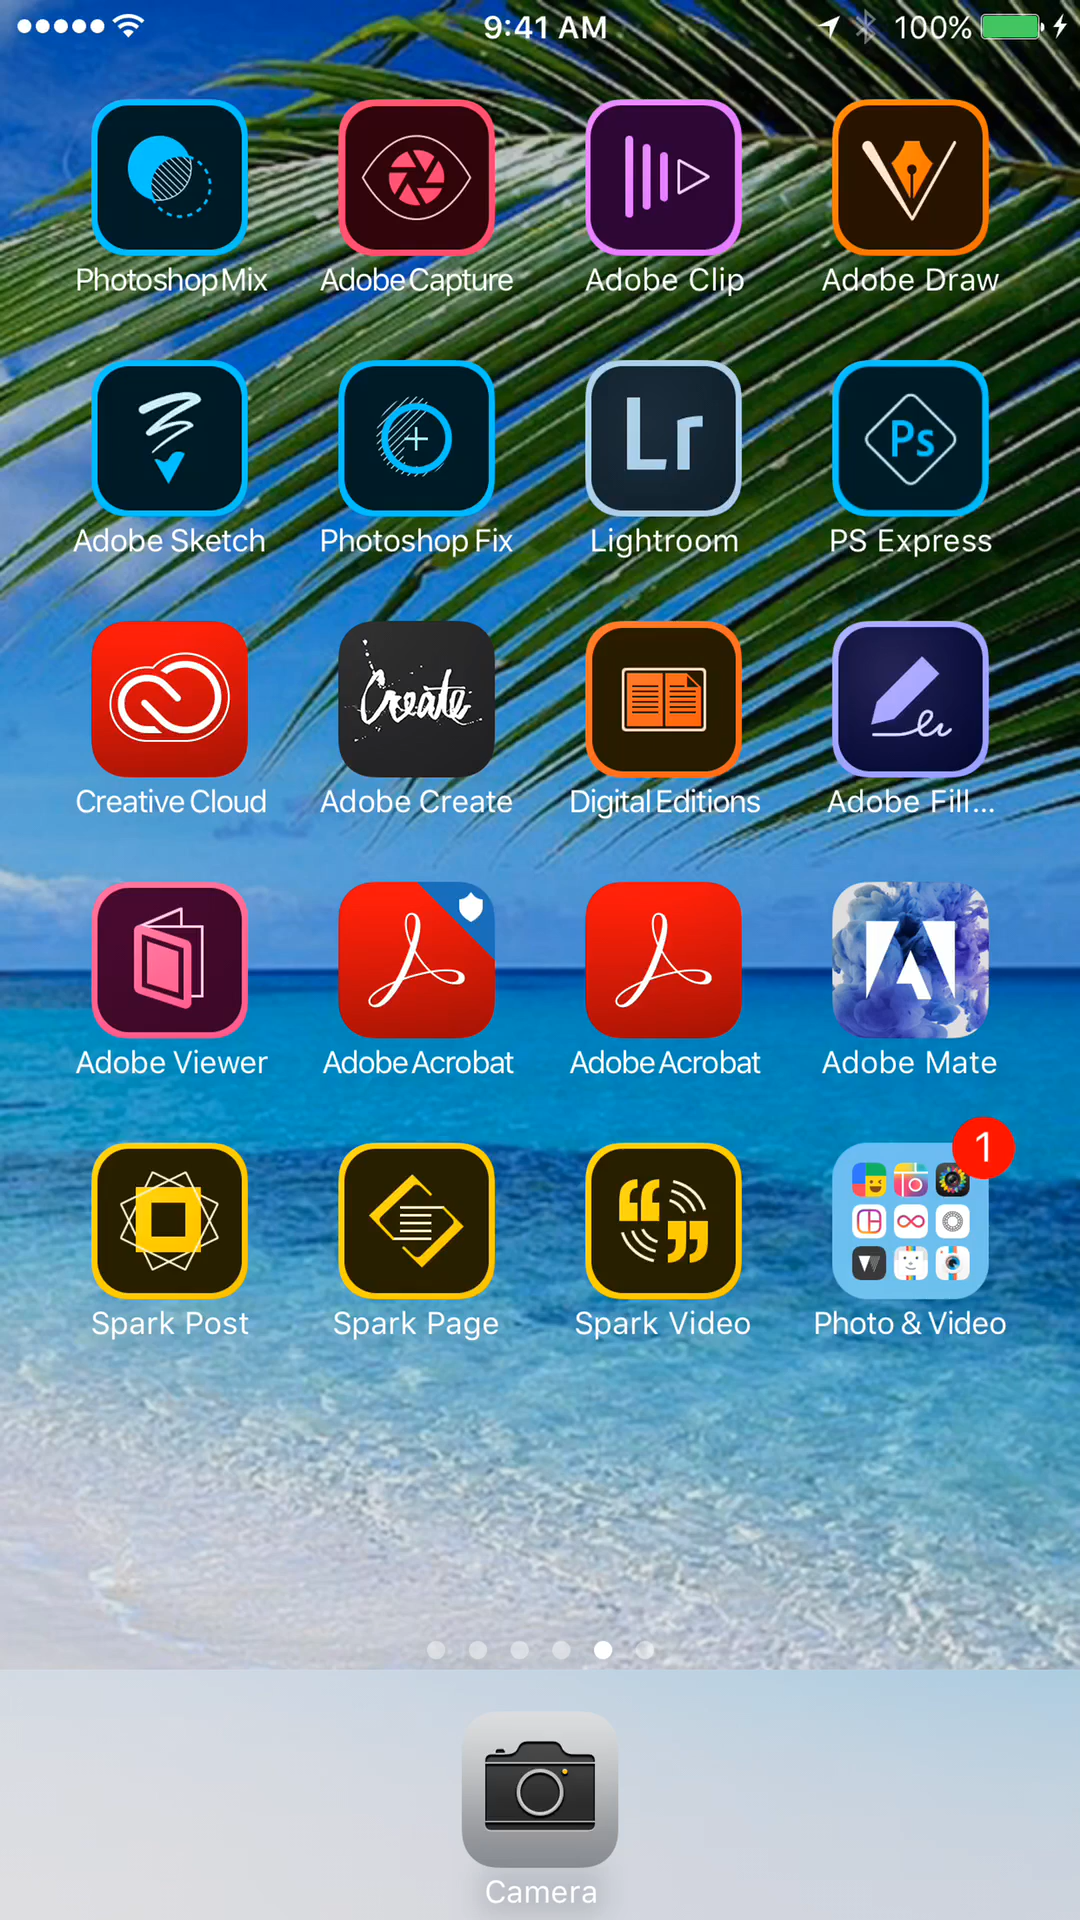 9:41 AM 100%
Photoshop Mix Adobe Capture Adobe Clip Adobe Draw
Lr Ps
Adobe Sketch Photoshop Fix Lightroom PS Express
Create
Creative Cloud Adobe Create Digital Editions Adobe Fill...
Adobe Viewer Adobe Acrobat Adobe Acrobat Adobe Mate
1
Spark Post Spark Page Spark Video Photo & Video
Camera